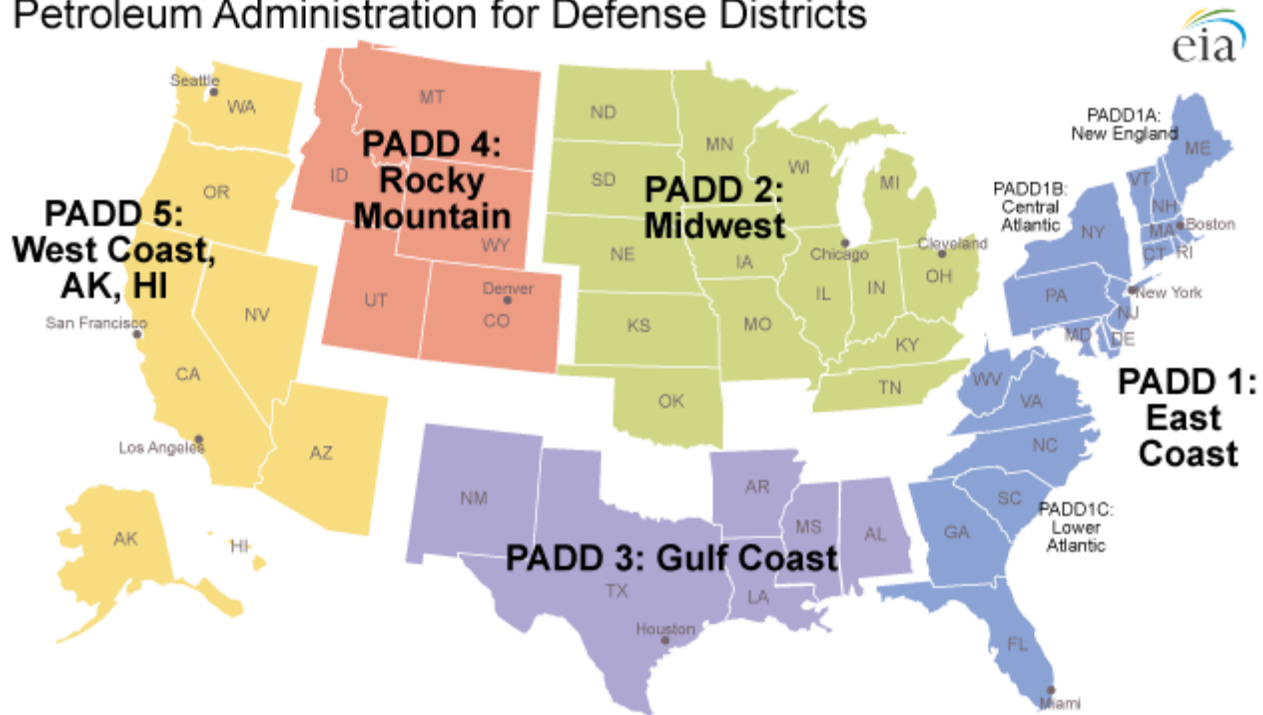 Petroleum Administration for Defense Districts
eia
Seattle
WA
OR
PADD 5:
West Coast,
AK, HI
NV
San Francisco
CA
Los Angeles
AZ
AK
HI
MT
PADD 4:
Rocky
Mountain
ID
WY
UT
Denver
CO
ND
MN
SD
WI
MI
PADD 2:
Midwest
NE
IA
Chicago
Cleveland
IL
IN
OH
KS
MO
KY
TN
OK
NM
AR
MS
AL
PADD 3: Gulf Coast
TX
LA
Houston
PADD1A:
New England
ME
VT
NH
MA
Boston
CT
RI
PADD1B:
Central
Atlantic
NY
PA
New York
NJ
MD
DE
PADD 1:
East
Coast
WV
VA
NC
SC
PADD1C:
Lower
Atlantic
GA
FL
Miami